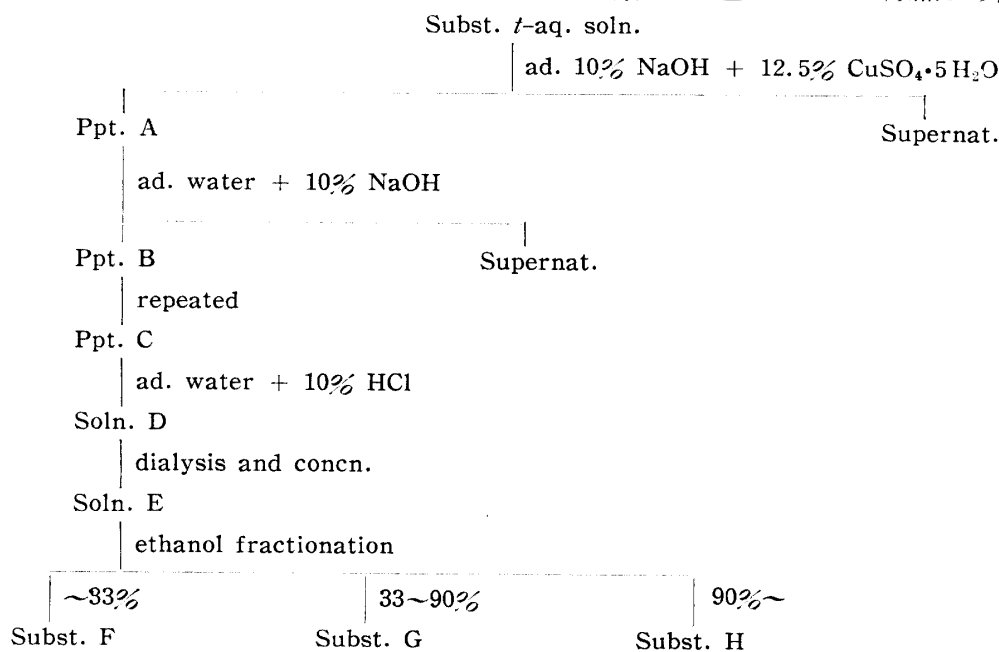 Subst. t-aq. soln.
ad. 10% NaOH + 12.5% CuSO₄·5H₂O
Ppt. A Supernat.
ad. water + 10% NaOH
Ppt. B Supernat.
repeated
Ppt. C
ad. water + 10% HCl
Soln. D
dialysis and concn.
Soln. E
ethanol fractionation
~33% 33~90% 90%~
Subst. F Subst. G Subst. H